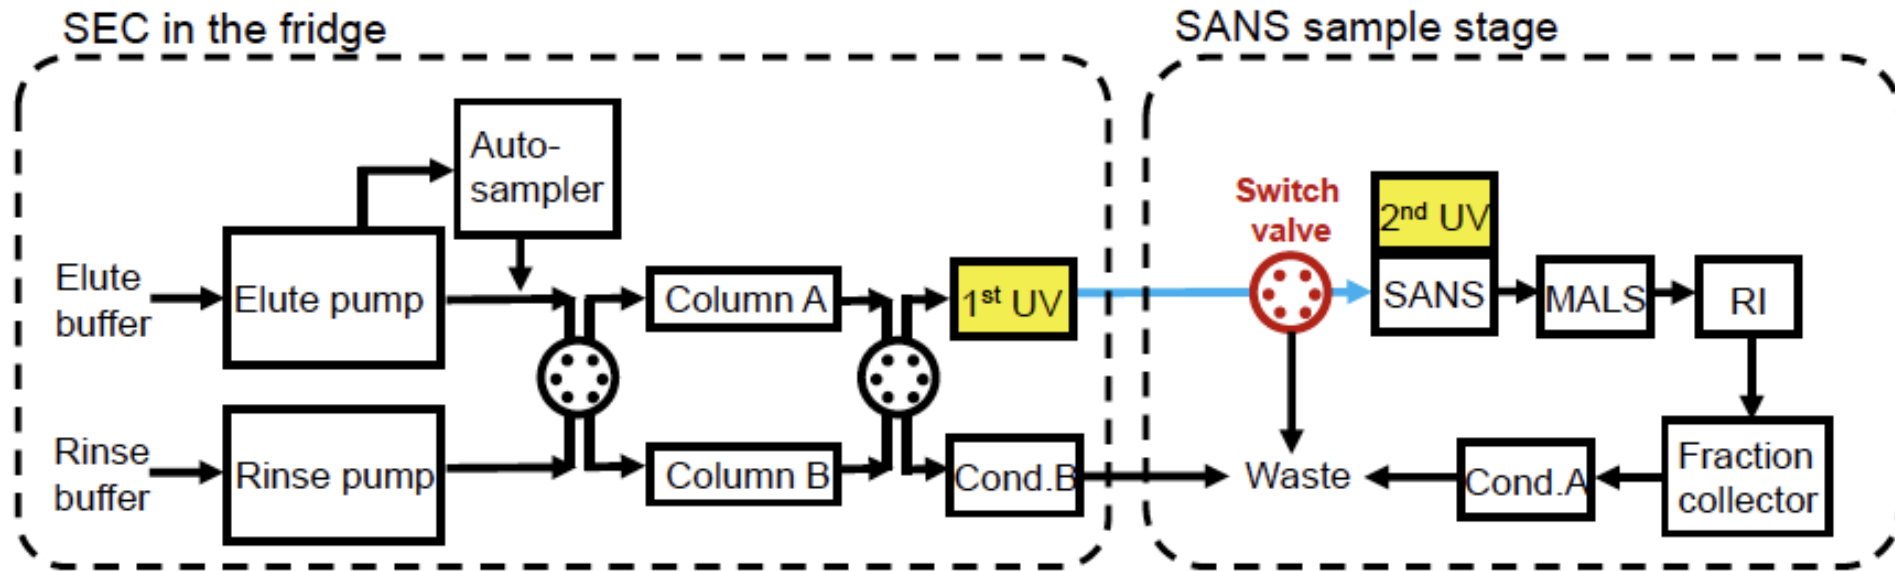 SEC in the fridge
SANS sample stage
Auto-
sampler
Elute
buffer
Elute pump
Column A
1st UV
Switch
valve
2nd UV
SANS
MALS
RI
Rinse
buffer
Rinse pump
Column B
Cond.B
Waste
Cond.A
Fraction
collector